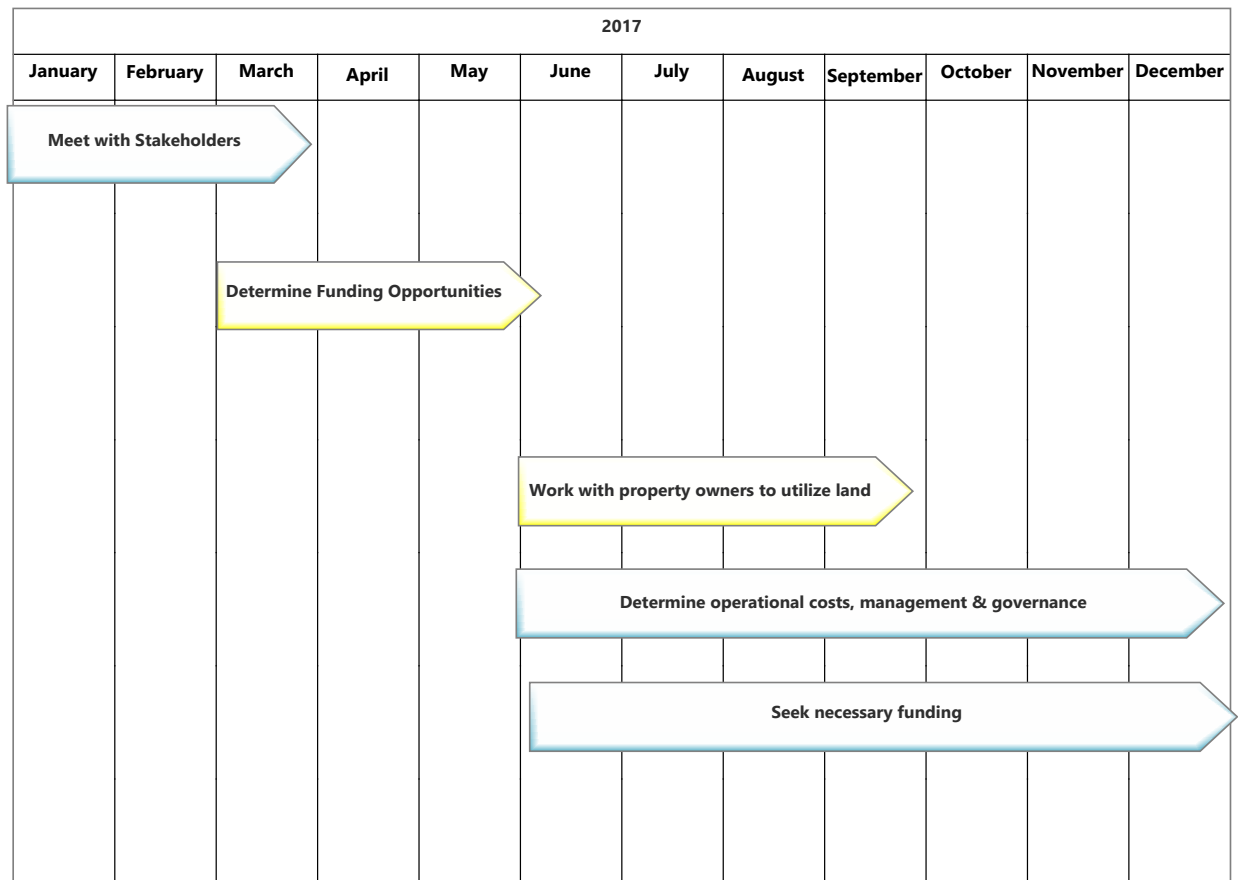 2017
January February March April May June July August September October November December
Meet with Stakeholders
Determine Funding Opportunities
Work with property owners to utilize land
Determine operational costs, management & governance
Seek necessary funding